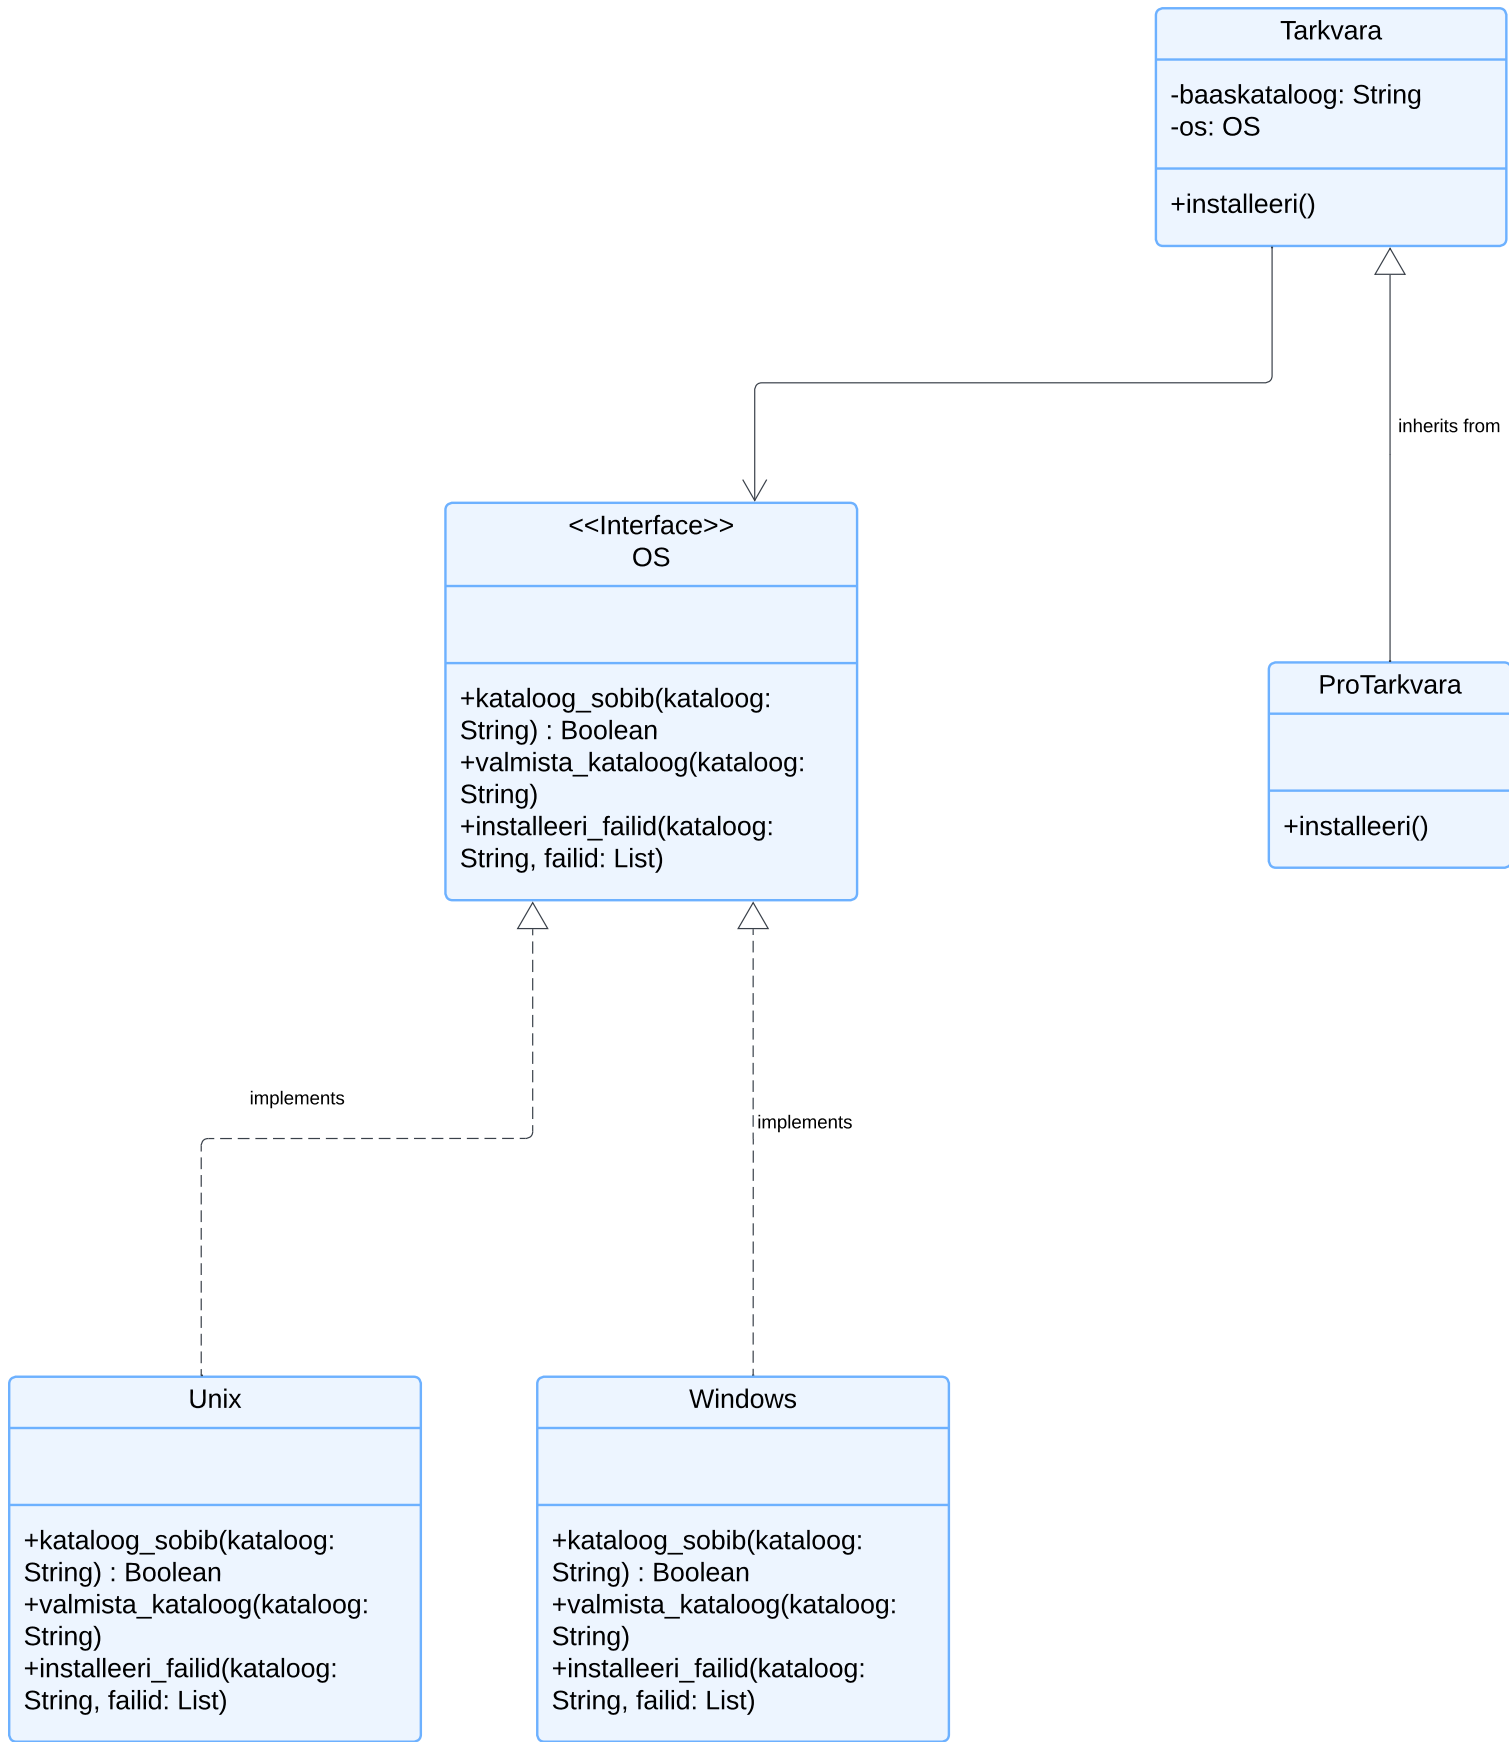 Tarkvara
-baaskataloog: String
-os: OS
+installeeri()
inherits from
<<Interface>>
OS
+kataloog_sobib(kataloog:
String) : Boolean
+valmista_kataloog(kataloog:
String)
+installeeri_failid(kataloog:
String, failid: List)
ProTarkvara
+installeeri()
implements
implements
Unix
+kataloog_sobib(kataloog:
String) : Boolean
+valmista_kataloog(kataloog:
String)
+installeeri_failid(kataloog:
String, failid: List)
Windows
+kataloog_sobib(kataloog:
String) : Boolean
+valmista_kataloog(kataloog:
String)
+installeeri_failid(kataloog:
String, failid: List)